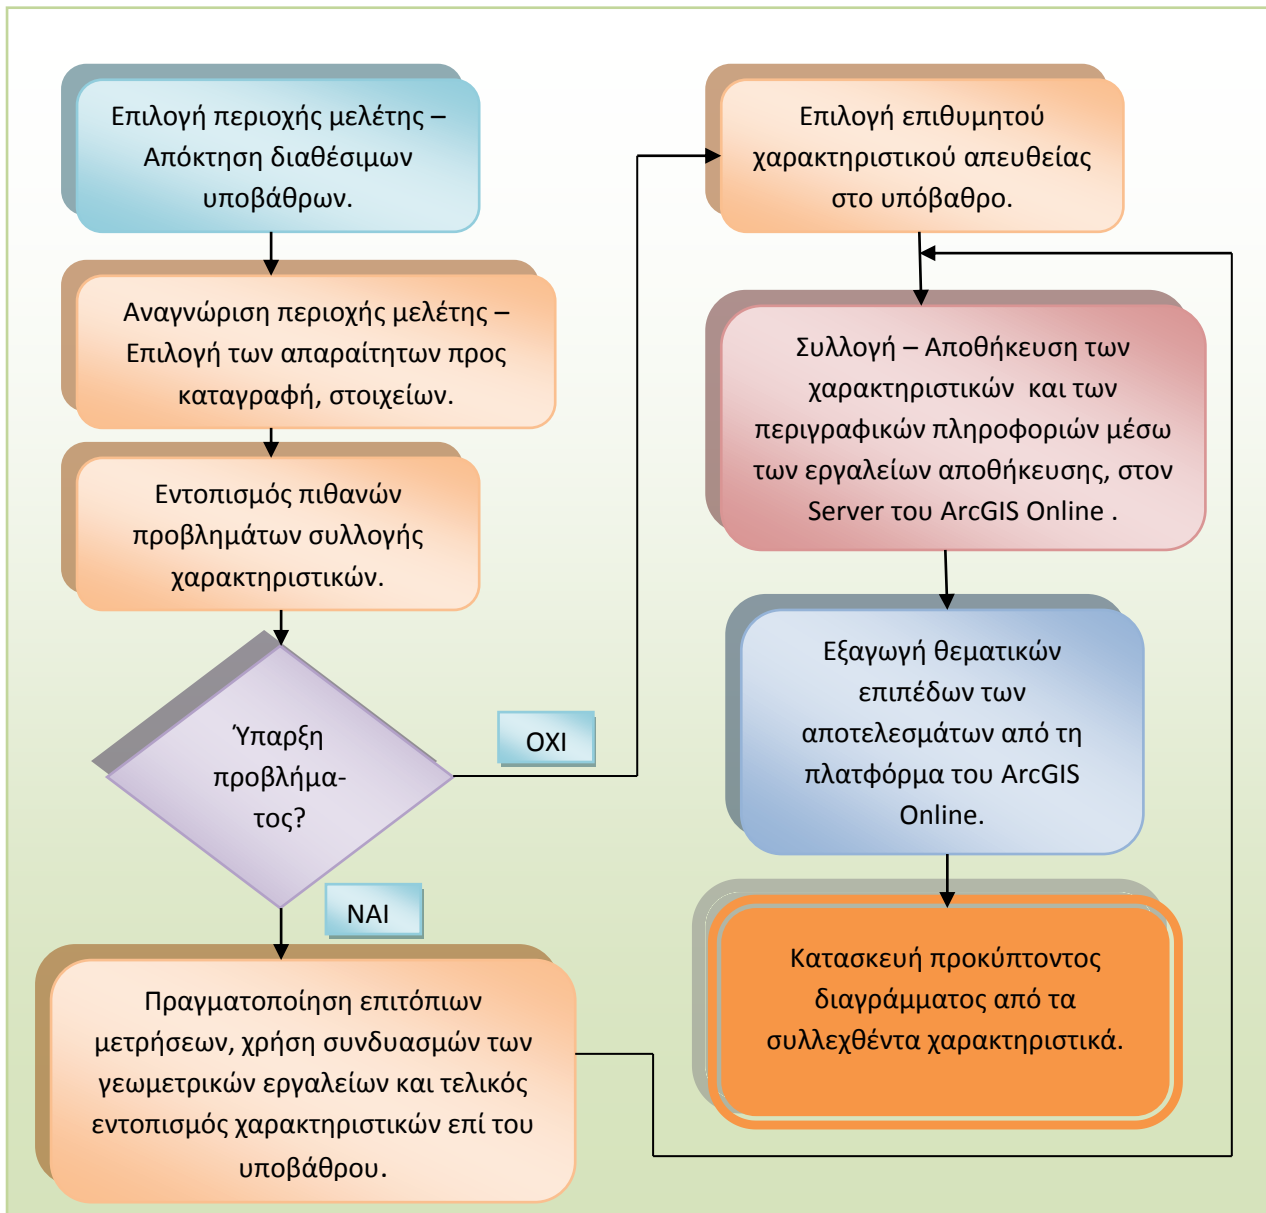 Επιλογή περιοχής μελέτης –
Απόκτηση διαθέσιμων
υποβάθρων.
Αναγνώριση περιοχής μελέτης –
Επιλογή των απαραίτητων προς
καταγραφή, στοιχείων.
Εντοπισμός πιθανών
προβλημάτων συλλογής
χαρακτηριστικών.
Ύπαρξη
προβλήμα-
τος?
ΟΧΙ
ΝΑΙ
Πραγματοποίηση επιτόπιων
μετρήσεων, χρήση συνδυασμών των
γεωμετρικών εργαλείων και τελικός
εντοπισμός χαρακτηριστικών επί του
υποβάθρου.
Επιλογή επιθυμητού
χαρακτηριστικού απευθείας
στο υπόβαθρο.
Συλλογή – Αποθήκευση των
χαρακτηριστικών και των
περιγραφικών πληροφοριών μέσω
των εργαλείων αποθήκευσης, στον
Server του ArcGIS Online .
Εξαγωγή θεματικών
επιπέδων των
αποτελεσμάτων από τη
πλατφόρμα του ArcGIS
Online.
Κατασκευή προκύπτοντος
διαγράμματος από τα
συλλεχθέντα χαρακτηριστικά.